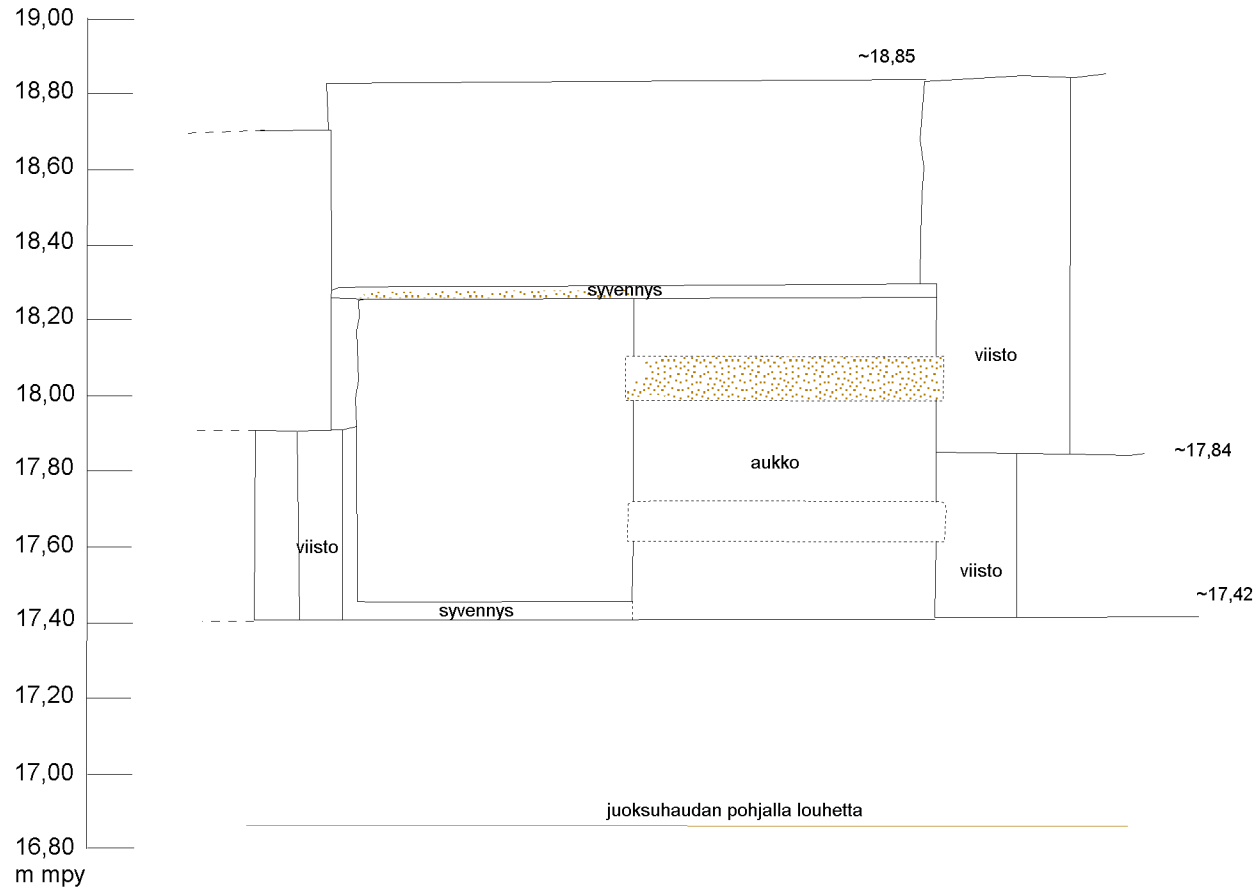 19,00
~18,85
18,80
18,60
18,40
syvennys
18,20
viisto
18,00
~17,84
17,80
aukko
17,60
viisto
viisto
~17,42
syvennys
17,40
17,20
17,00
juoksuhaudan pohjalla louhetta
16,80
m mpy